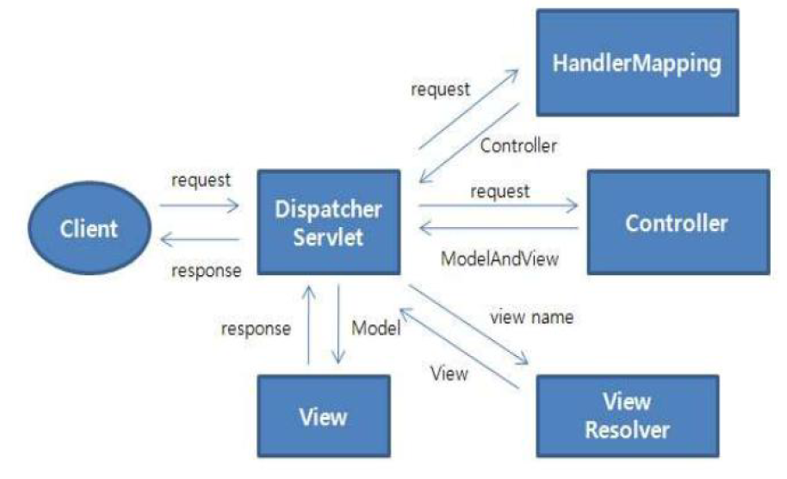 HandlerMapping
request
Controller
request
Dispatcher
Servlet
request
Controller
Client
response
ModelAndView
response
Model
view name
View
View
View
Resolver